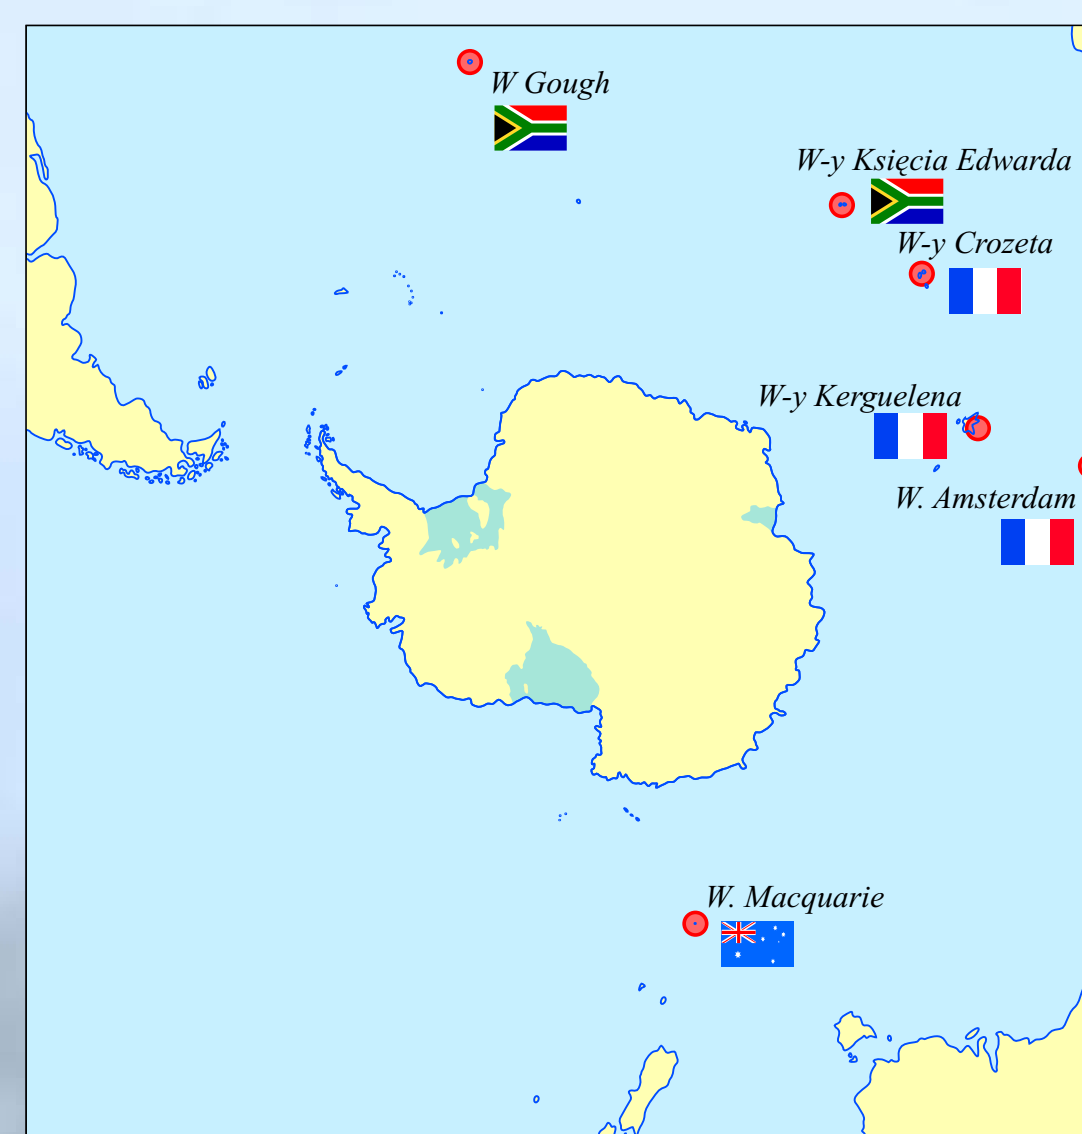 W Gough
W-y Księcia Edwarda
W-y Crozeta
W-y Kerguelena
W. Amsterdam
W. Macquarie